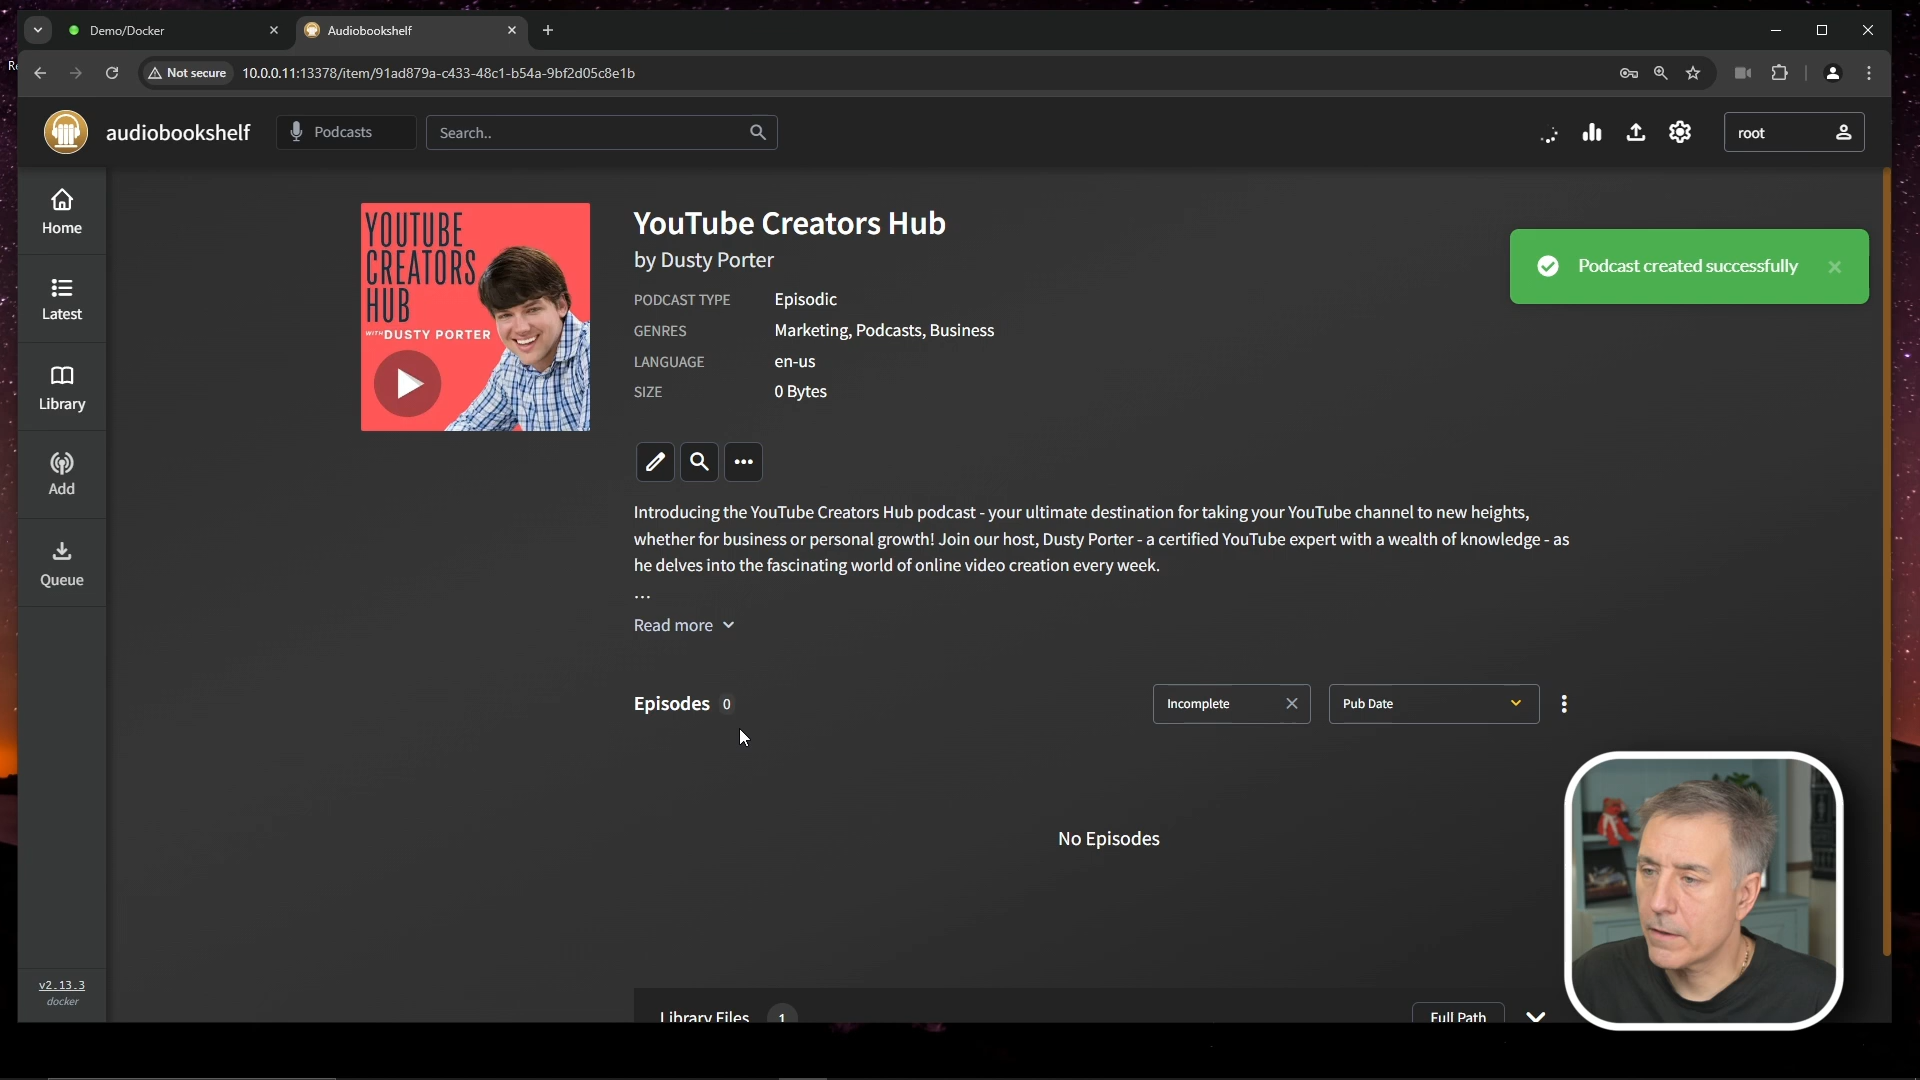 Demo/Docker
Audiobookshelf
Not secure
10.0.0.11:13378/item/91ad879a-c433-48c1-b54a-9bf2d05c8e1b
audiobookshelf
Podcasts
Search..
root
Home
Latest
Library
Add
Queue
v2.13.3
docker
YOUTUBE
CREATORS
HUB
WITH DUSTY PORTER
YouTube Creators Hub
by Dusty Porter
PODCAST TYPE Episodic
GENRES Marketing, Podcasts, Business
LANGUAGE en-us
SIZE 0 Bytes
Podcast created successfully
Introducing the YouTube Creators Hub podcast - your ultimate destination for taking your YouTube channel to new heights,
whether for business or personal growth! Join our host, Dusty Porter - a certified YouTube expert with a wealth of knowledge - as
he delves into the fascinating world of online video creation every week.
...
Read more
Episodes 0
Incomplete
Pub Date
No Episodes
Library Files 1
Full Path